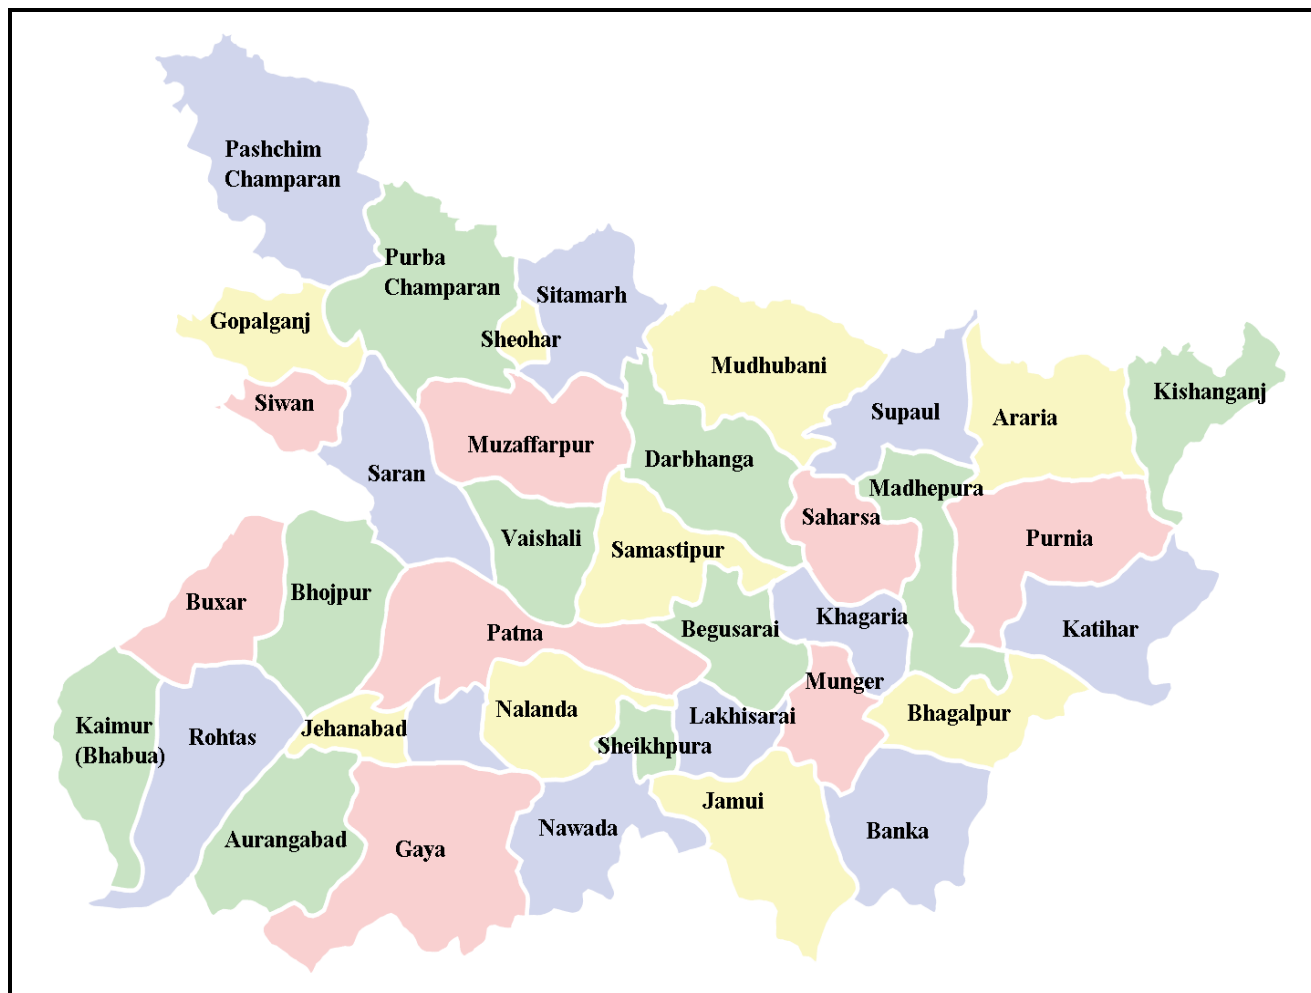 Pashchim
Champaran
Purba
Champaran
Sitamarh
Gopalganj
Sheohar
Mudhubani
Kishanganj
Siwan
Supaul
Araria
Muzaffarpur
Darbhanga
Saran
Madhepura
Saharsa
Vaishali
Samastipur
Purnia
Bhojpur
Buxar
Patna
Begusarai
Khagaria
Katihar
Munger
Nalanda
Lakhisarai
Bhagalpur
Kaimur
(Bhabua)
Rohtas
Jehanabad
Sheikhpura
Jamui
Aurangabad
Gaya
Nawada
Banka